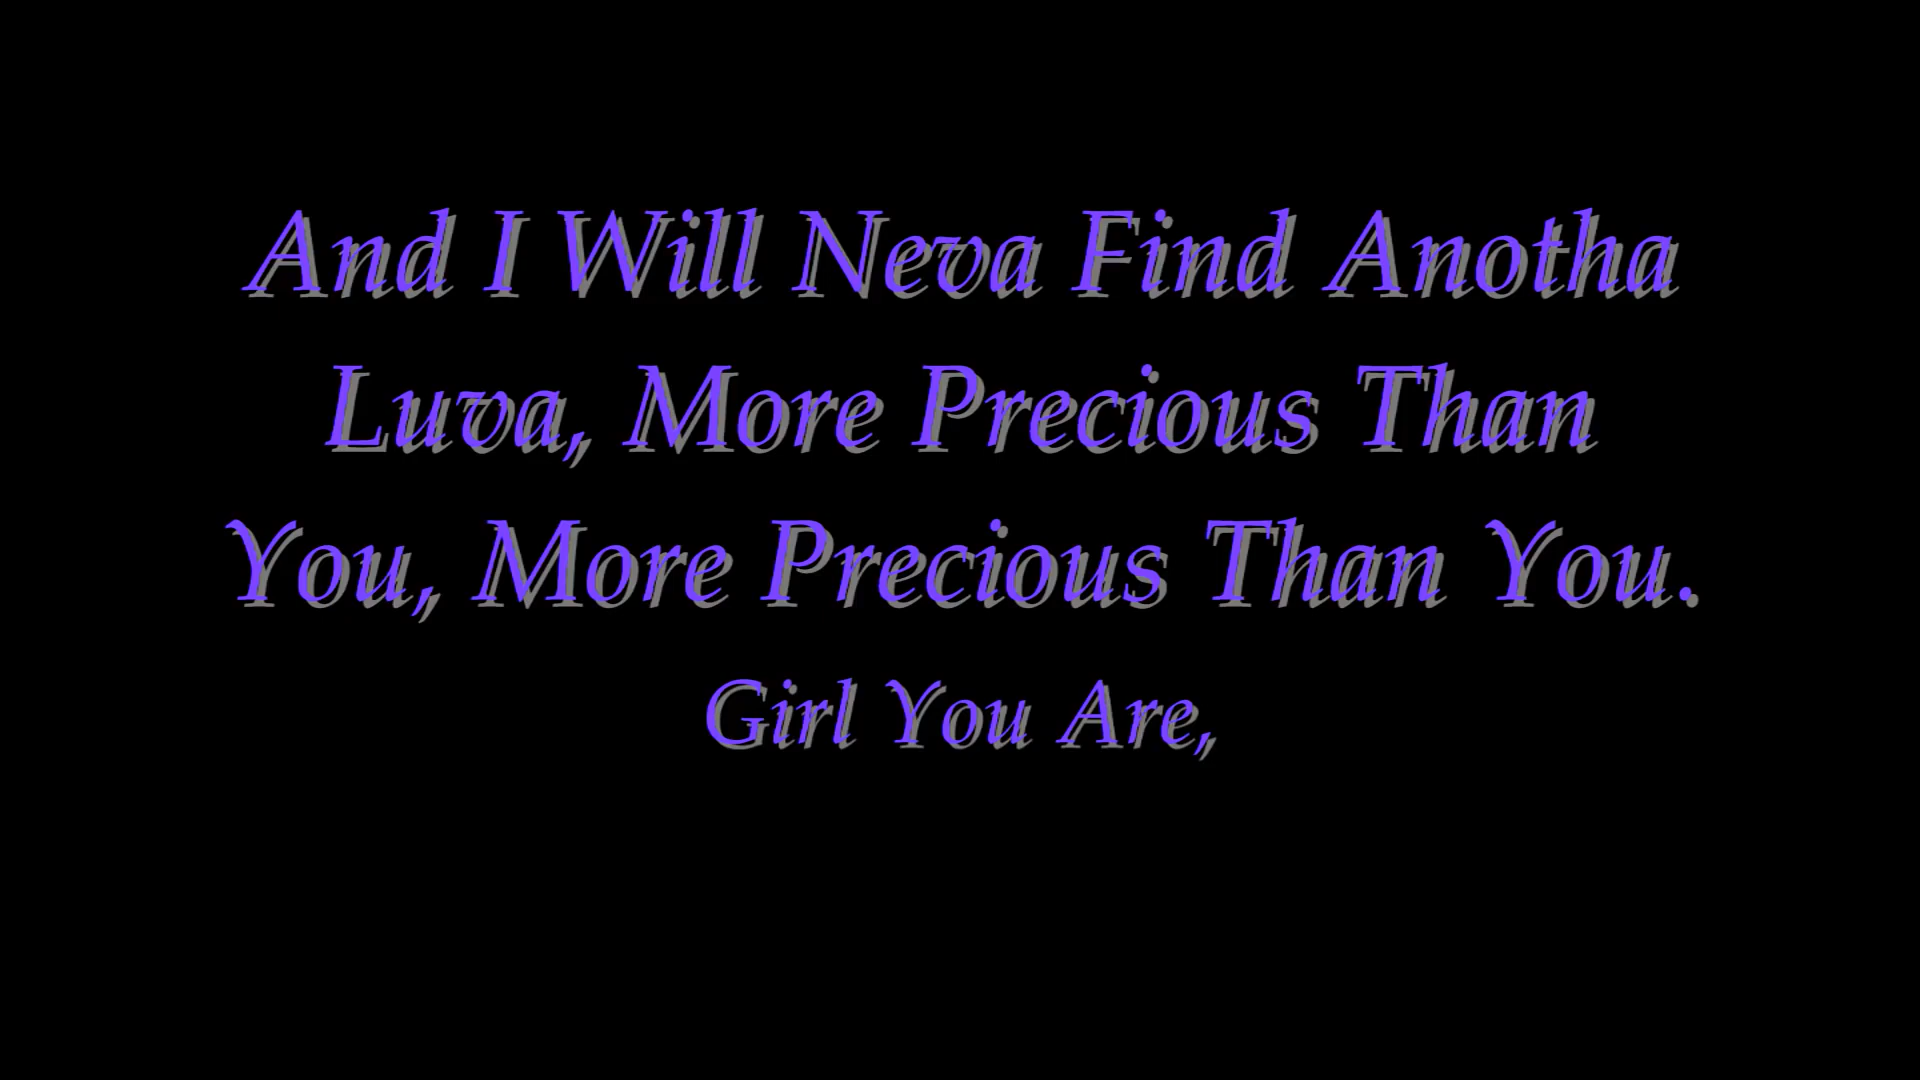 And I Will Neva Find Anotha
Luva, More Precious Than
You, More Precious Than You.
Girl You Are,